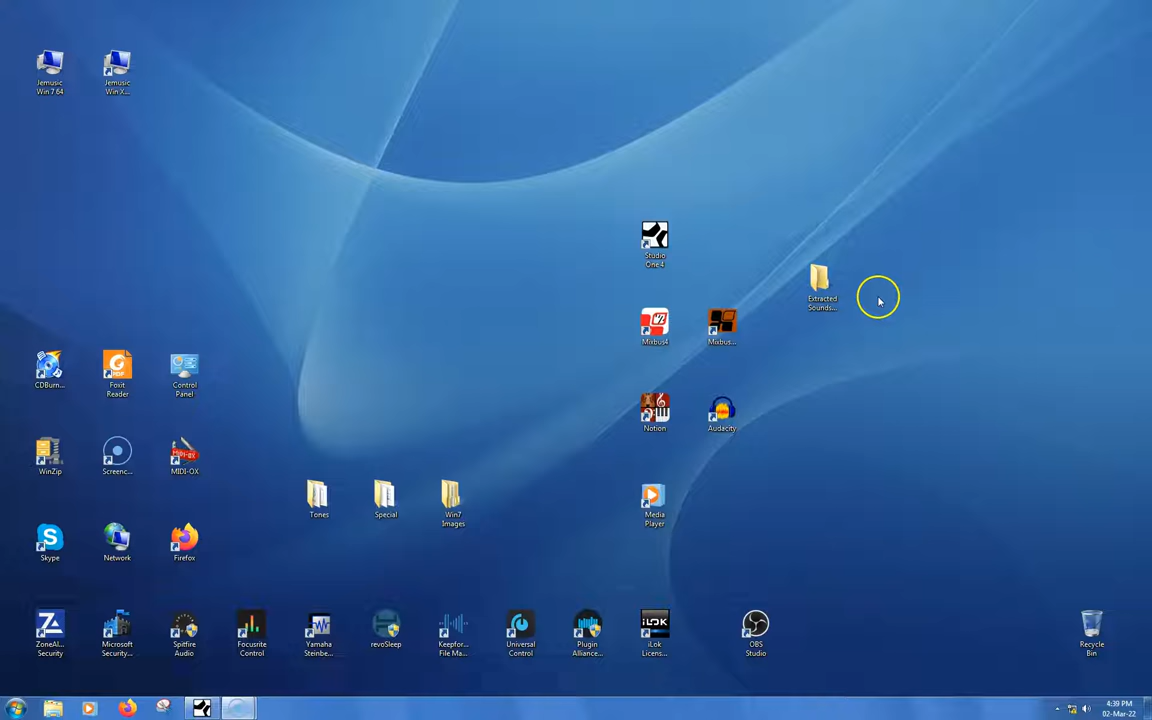 Jemusic
Win 7 64
Jemusic
Win X...
Studio
One 4
Extracted
Sounds...
Mixbus4
Mixbus...
CDBurn...
Foxit
Reader
Control
Panel
Notion
Audacity
WinZip
Screenc...
MIDI-OX
Tones
Special
Win7
Images
Media
Player
Skype
Network
Firefox
ZoneAl...
Security
Microsoft
Security...
Spitfire
Audio
Focusrite
Control
Yamaha
Steinbe...
revoSleep
Keepfor...
File Ma...
Universal
Control
Plugin
Alliance...
iLOK
iLok
Licens...
OBS
Studio
Recycle
Bin
4:39 PM
02-Mar-22